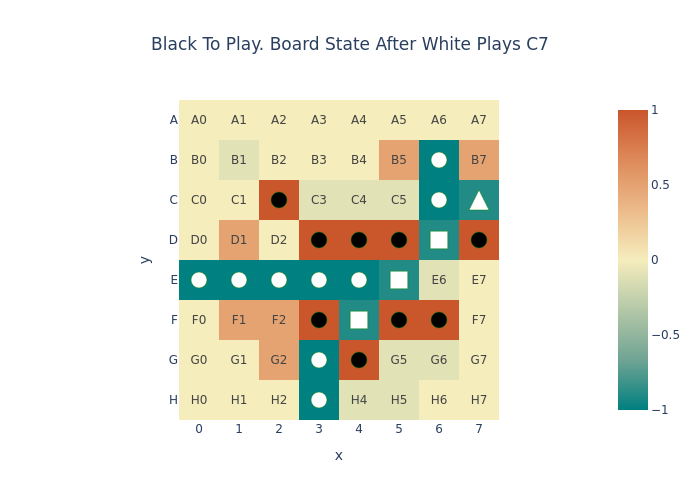 Black To Play. Board State After White Plays C7
A A0 A1 A2 A3 A4 A5 A6 A7
B B0 B1 B2 B3 B4 B5 B7
C C0 C1 C3 C4 C5
D D0 D1 D2
E E6 E7
F F0 F1 F2 F7
G G0 G1 G2 G5 G6 G7
H H0 H1 H2 H4 H5 H6 H7
0 1 2 3 4 5 6 7
x
y
1
0.5
0
−0.5
−1